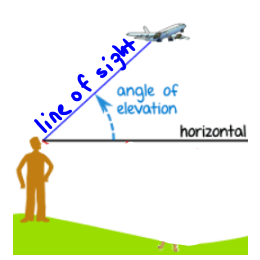 line of sight
angle of
elevation
horizontal